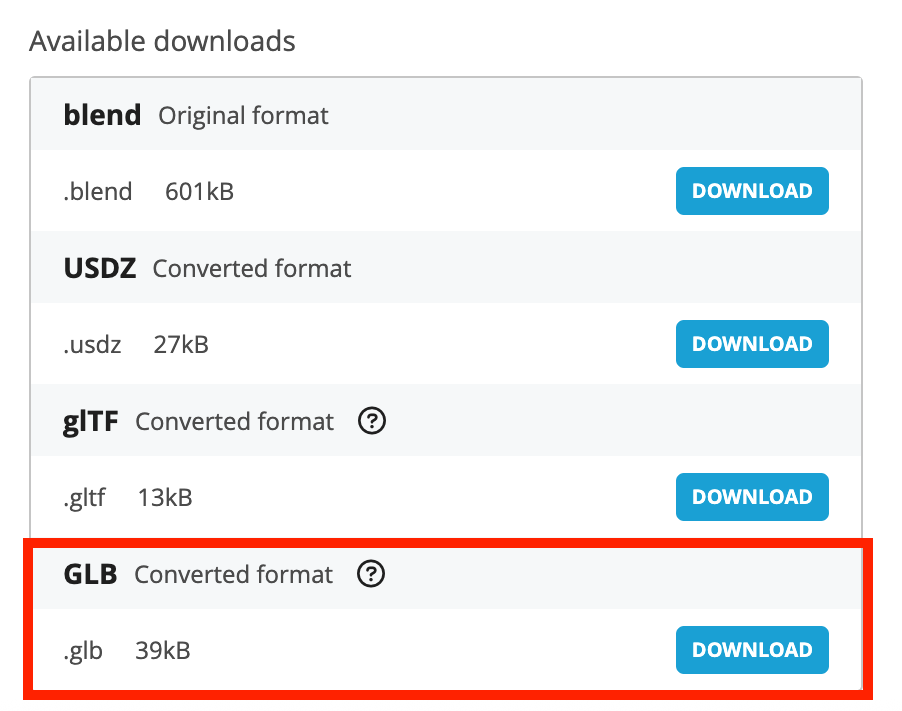 Available downloads
blend Original format
.blend 601kB DOWNLOAD
USDZ Converted format
.usdz 27kB DOWNLOAD
glTF Converted format ?
.gltf 13kB DOWNLOAD
GLB Converted format ?
.glb 39kB DOWNLOAD